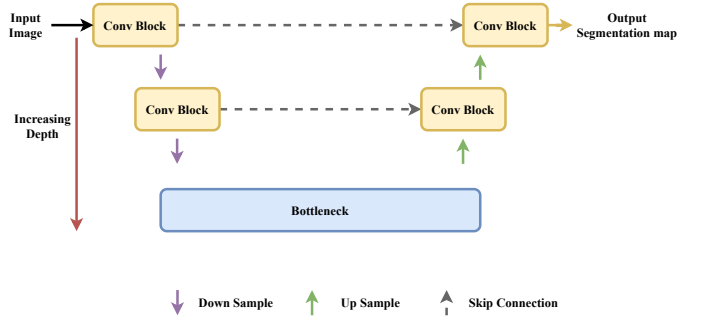 Input
Image
Conv Block
Conv Block
Output
Segmentation map
Increasing
Depth
Conv Block
Conv Block
Bottleneck
Down Sample
Up Sample
Skip Connection